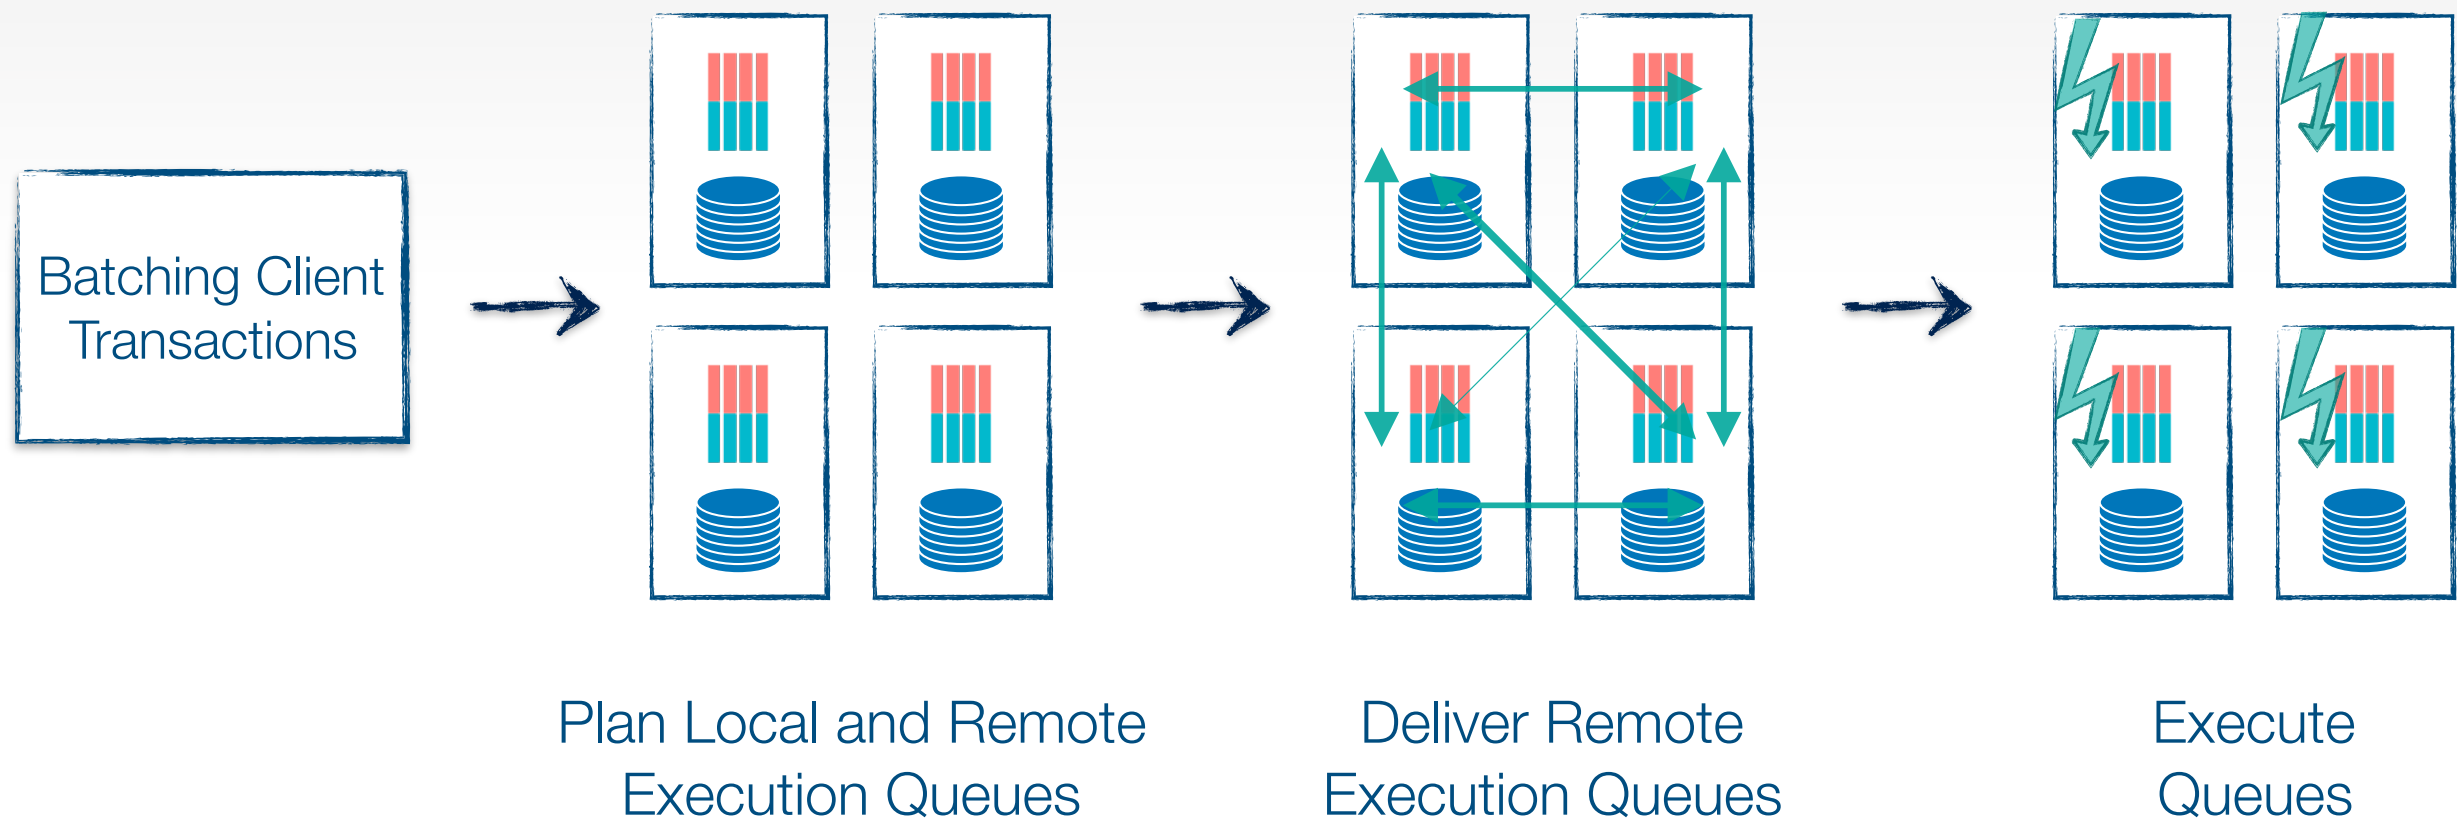 Batching Client
Transactions
Plan Local and Remote
Execution Queues
Deliver Remote
Execution Queues
Execute
Queues